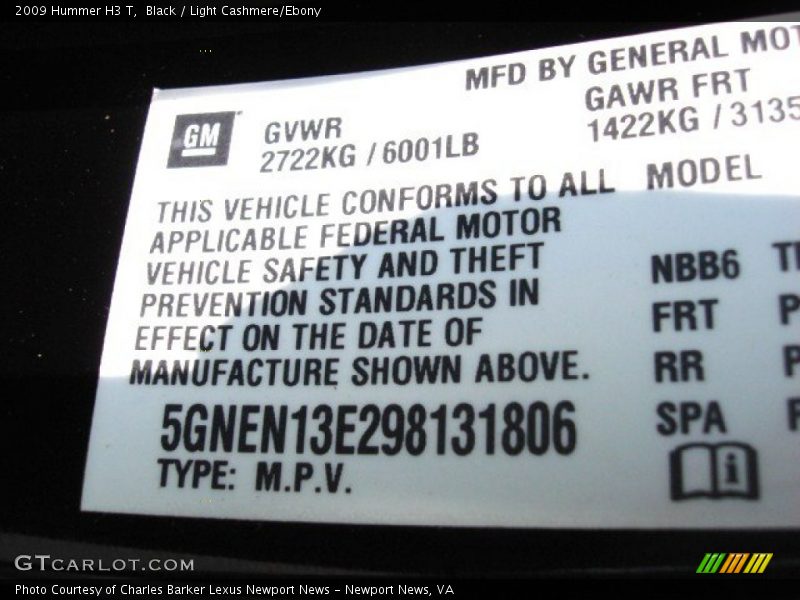 2009 Hummer H3 T,  Black / Light Cashmere/Ebony
MFD BY GENERAL MOT
GM
GVWR
2722KG / 6001LB
GAWR FRT
1422KG / 3135
THIS VEHICLE CONFORMS TO ALL
APPLICABLE FEDERAL MOTOR
VEHICLE SAFETY AND THEFT
PREVENTION STANDARDS IN
EFFECT ON THE DATE OF
MANUFACTURE SHOWN ABOVE.
5GNEN13E298131806
TYPE: M.P.V.
MODEL
NBB6
FRT
RR
SPA
i
GTCARLOT.COM
Photo Courtesy of Charles Barker Lexus Newport News - Newport News, VA